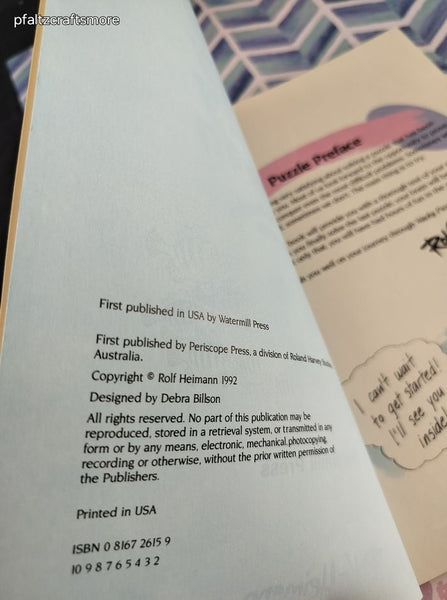 pfaltzcraftsmore
First published in USA by Watermill Press
First published by Periscope Press, a division of Roland Harvey
Australia.
Copyright © Rolf Heimann 1992
Designed by Debra Billson
All rights reserved. No part of this publication may be
reproduced, stored in a retrieval system, or transmitted in any
form or by any means, electronic, mechanical, photocopying,
recording or otherwise, without the prior written permission of
the Publishers.
Printed in USA
ISBN 0 8167 2615 9
10 9 8 7 6 5 4 3 2
Puzzle Preface
I can't wait
to get started!
I'll see you
inside